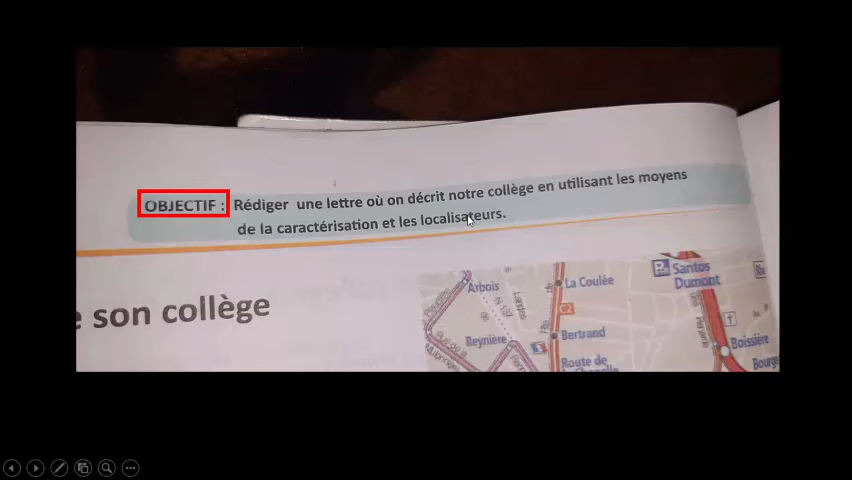 OBJECTIF : Rédiger une lettre où on décrit notre collège en utilisant les moyens
de la caractérisation et les localisateurs.
son collège
Arbois
La Coulée
Santos
Dumont
C2
Reynière
Bertrand
Boissière
Route de